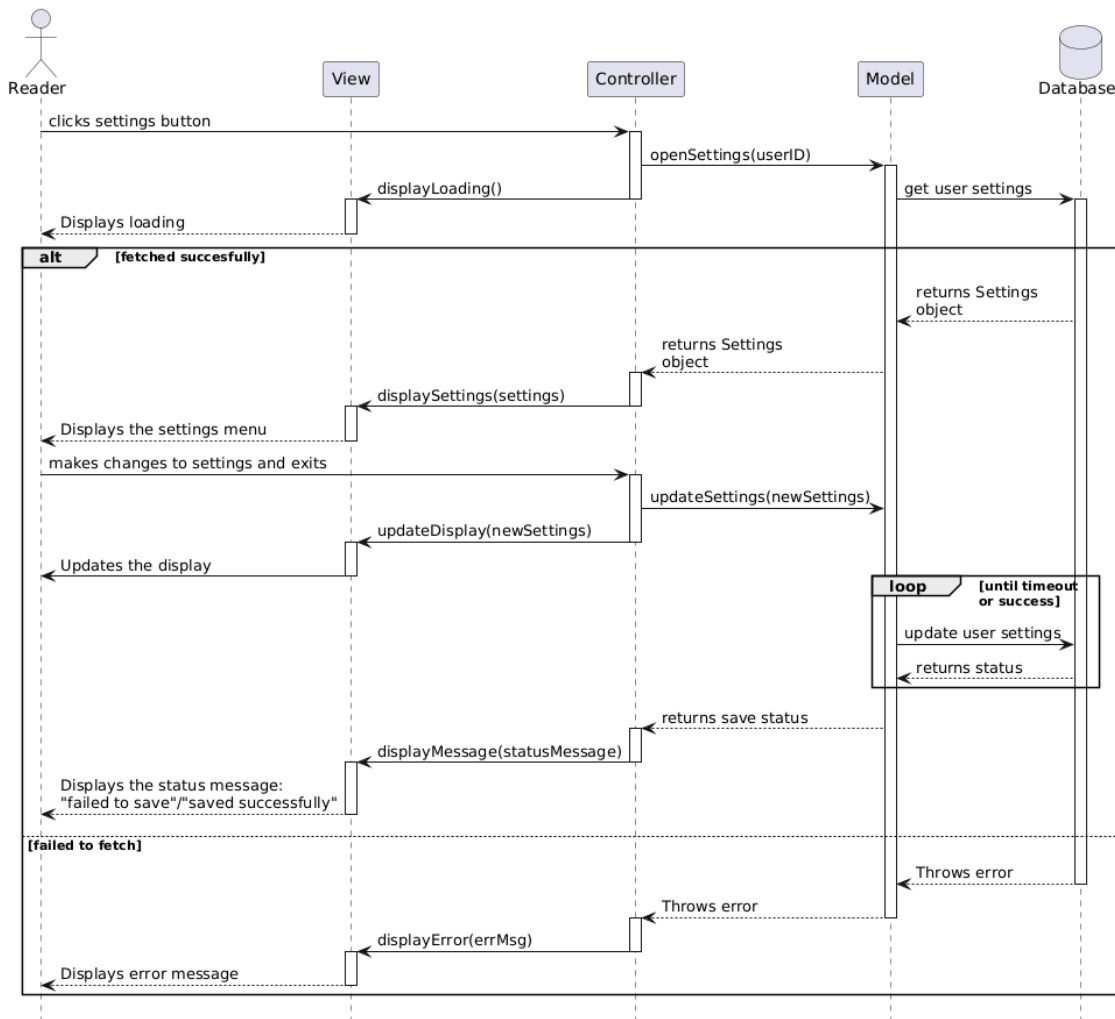 Reader
View
Controller
Model
Database
clicks settings button
openSettings(userID)
displayLoading()
get user settings
Displays loading
alt
[fetched succesfully]
returns Settings
object
returns Settings
object
displaySettings(settings)
Displays the settings menu
makes changes to settings and exits
updateSettings(newSettings)
updateDisplay(newSettings)
Updates the display
loop
[until timeout
or success]
update user settings
returns status
returns save status
displayMessage(statusMessage)
Displays the status message:
"failed to save"/"saved successfully"
[failed to fetch]
Throws error
Throws error
displayError(errMsg)
Displays error message